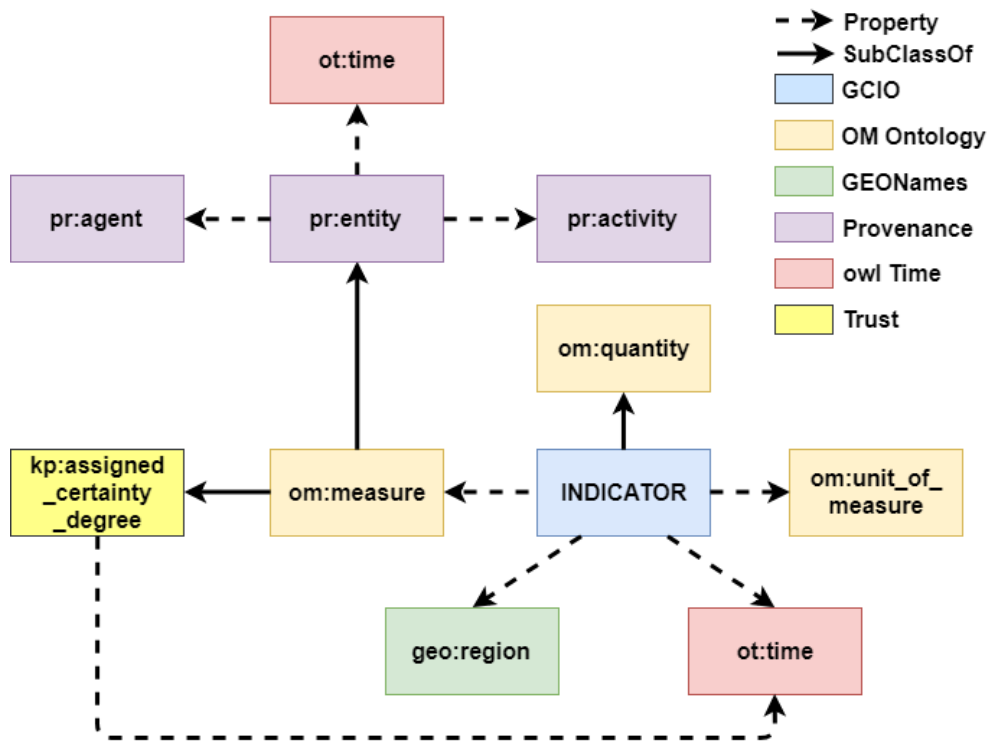 ot:time
Property
SubClassOf
GCIO
OM Ontology
GEONames
Provenance
owl Time
Trust
pr:agent
pr:entity
pr:activity
om:quantity
kp:assigned
_certainty
_degree
om:measure
INDICATOR
om:unit_of_
measure
geo:region
ot:time